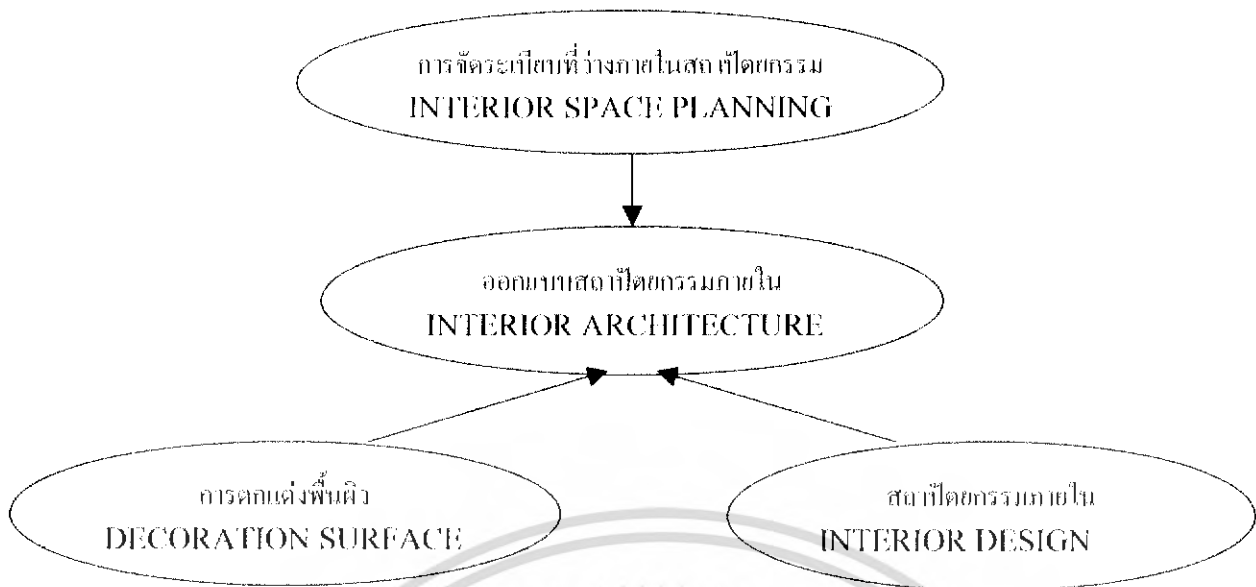 การจัดระเบียบที่ว่างภายในสถาปัตยกรรม
INTERIOR SPACE PLANNING
ออกแบบสถาปัตยกรรมภายใน
INTERIOR ARCHITECTURE
การตกแต่งพื้นผิว
DECORATION SURFACE
สถาปัตยกรรมภายใน
INTERIOR DESIGN